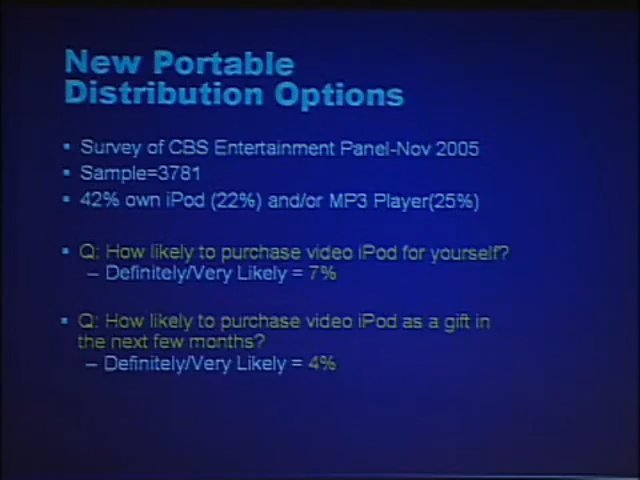 New Portable
Distribution Options
▪ Survey of CBS Entertainment Panel-Nov 2005
▪ Sample=3781
▪ 42% own iPod (22%) and/or MP3 Player(25%)
▪ Q: How likely to purchase video iPod for yourself?
– Definitely/Very Likely = 7%
▪ Q: How likely to purchase video iPod as a gift in
the next few months?
– Definitely/Very Likely = 4%